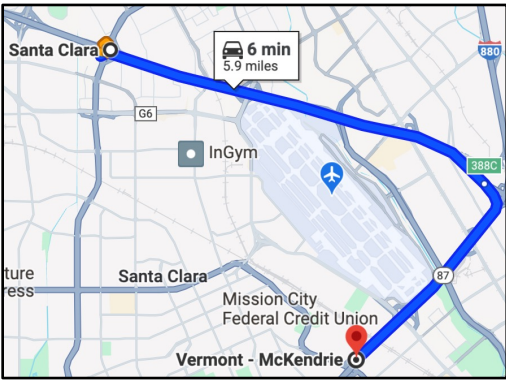 Santa Clara
6 min
5.9 miles
880
G6
InGym
388C
87
ture
ress
Santa Clara
Mission City
Federal Credit Union
Vermont - McKendrie